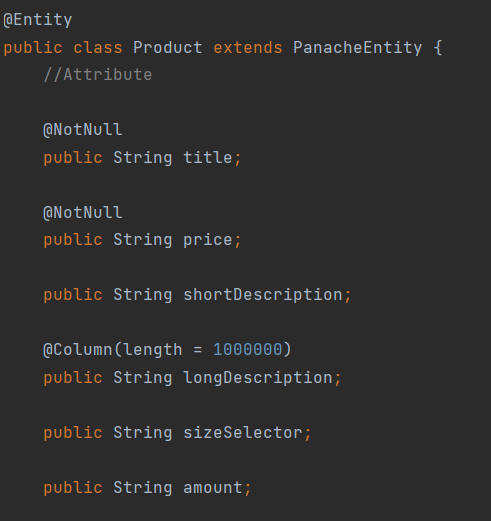 @Entity
public class Product extends PanacheEntity {
//Attribute
@NotNull
public String title;
@NotNull
public String price;
public String shortDescription;
@Column(length = 1000000)
public String longDescription;
public String sizeSelector;
public String amount;